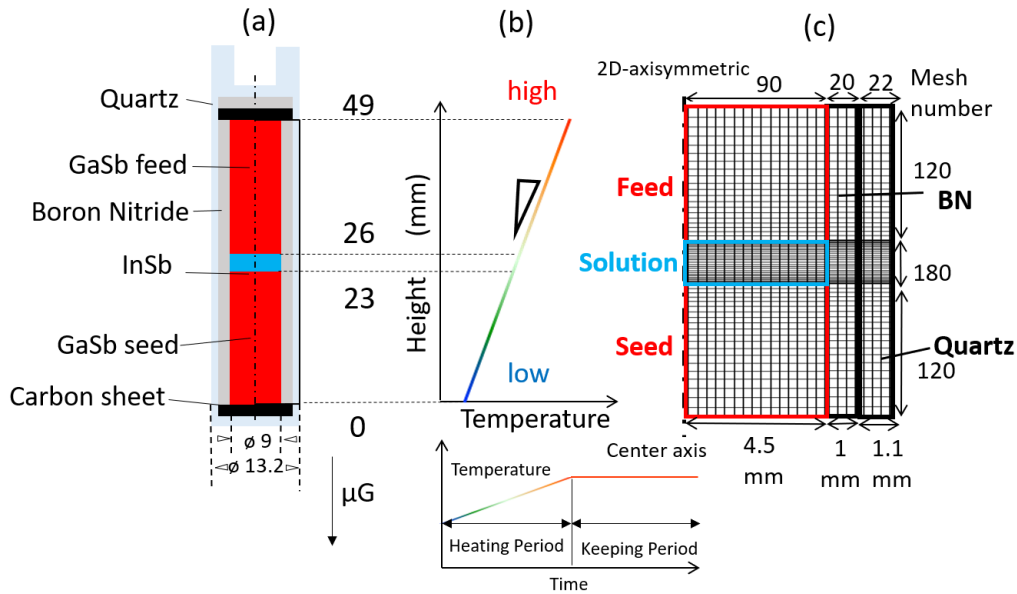 (a)
Quartz
GaSb feed
Boron Nitride
InSb
GaSb seed
Carbon sheet
49
26
23
0
ø 9
ø 13.2
μG
(b)
high
low
Height (mm)
Temperature
Temperature
Heating Period
Keeping Period
Time
(c)
2D-axisymmetric
90
20
22
Mesh
number
120
BN
180
Quartz
120
Feed
Solution
Seed
Center axis
4.5
mm
1
mm
1.1
mm